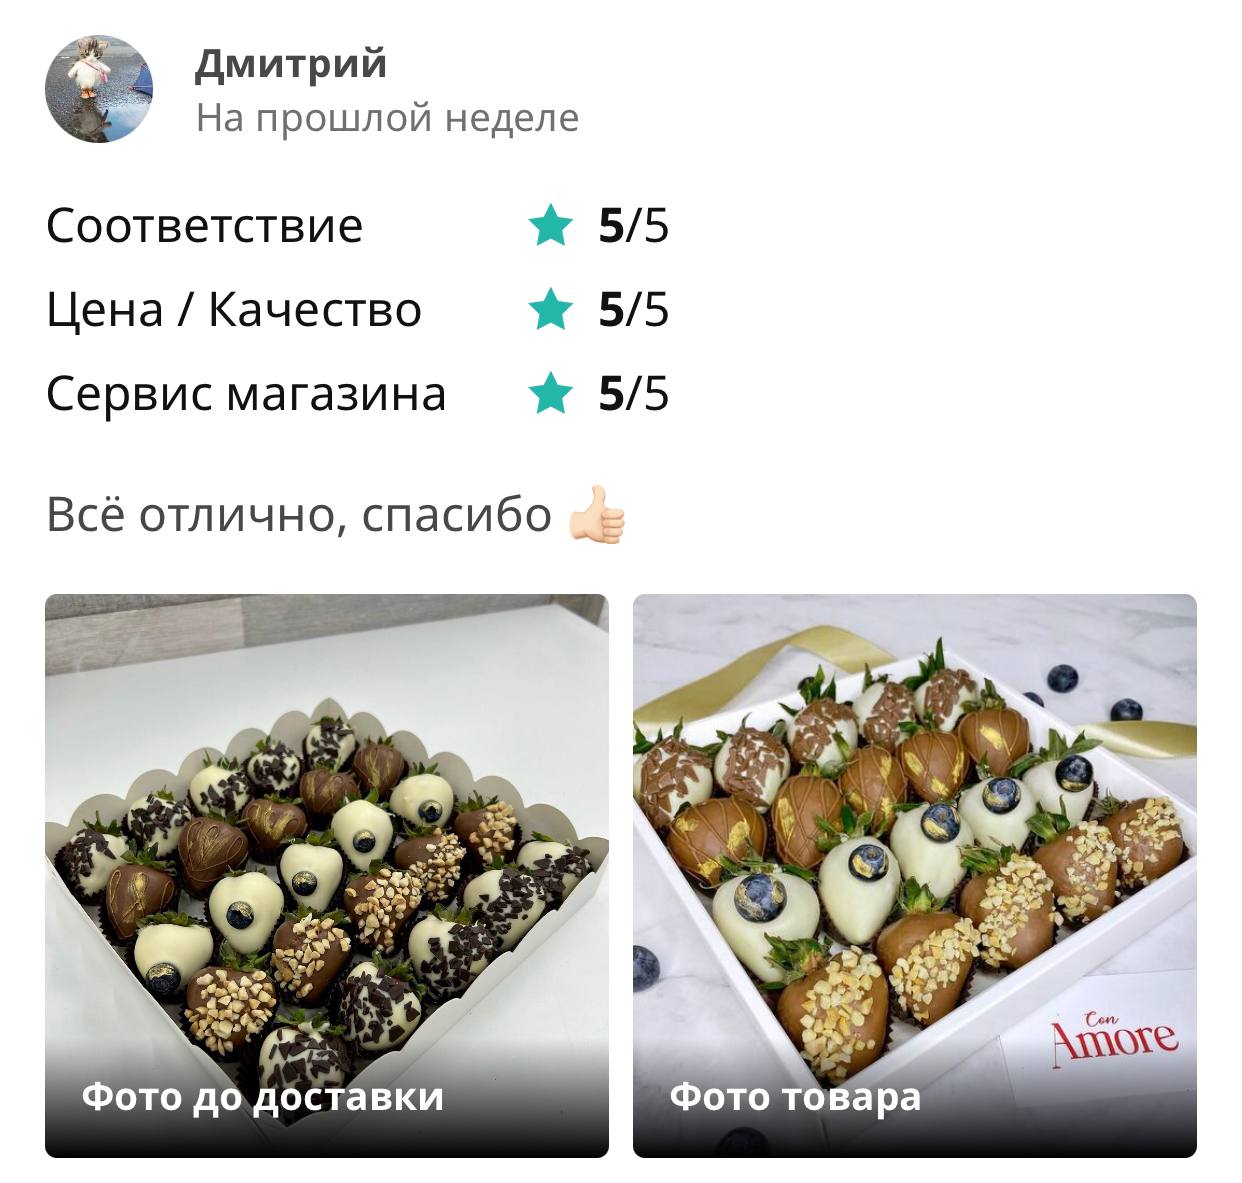 Дмитрий
На прошлой неделе
Соответствие 5/5
Цена / Качество 5/5
Сервис магазина 5/5
Всё отлично, спасибо 👍🏻
Con
Amore
Фото до доставки
Фото товара